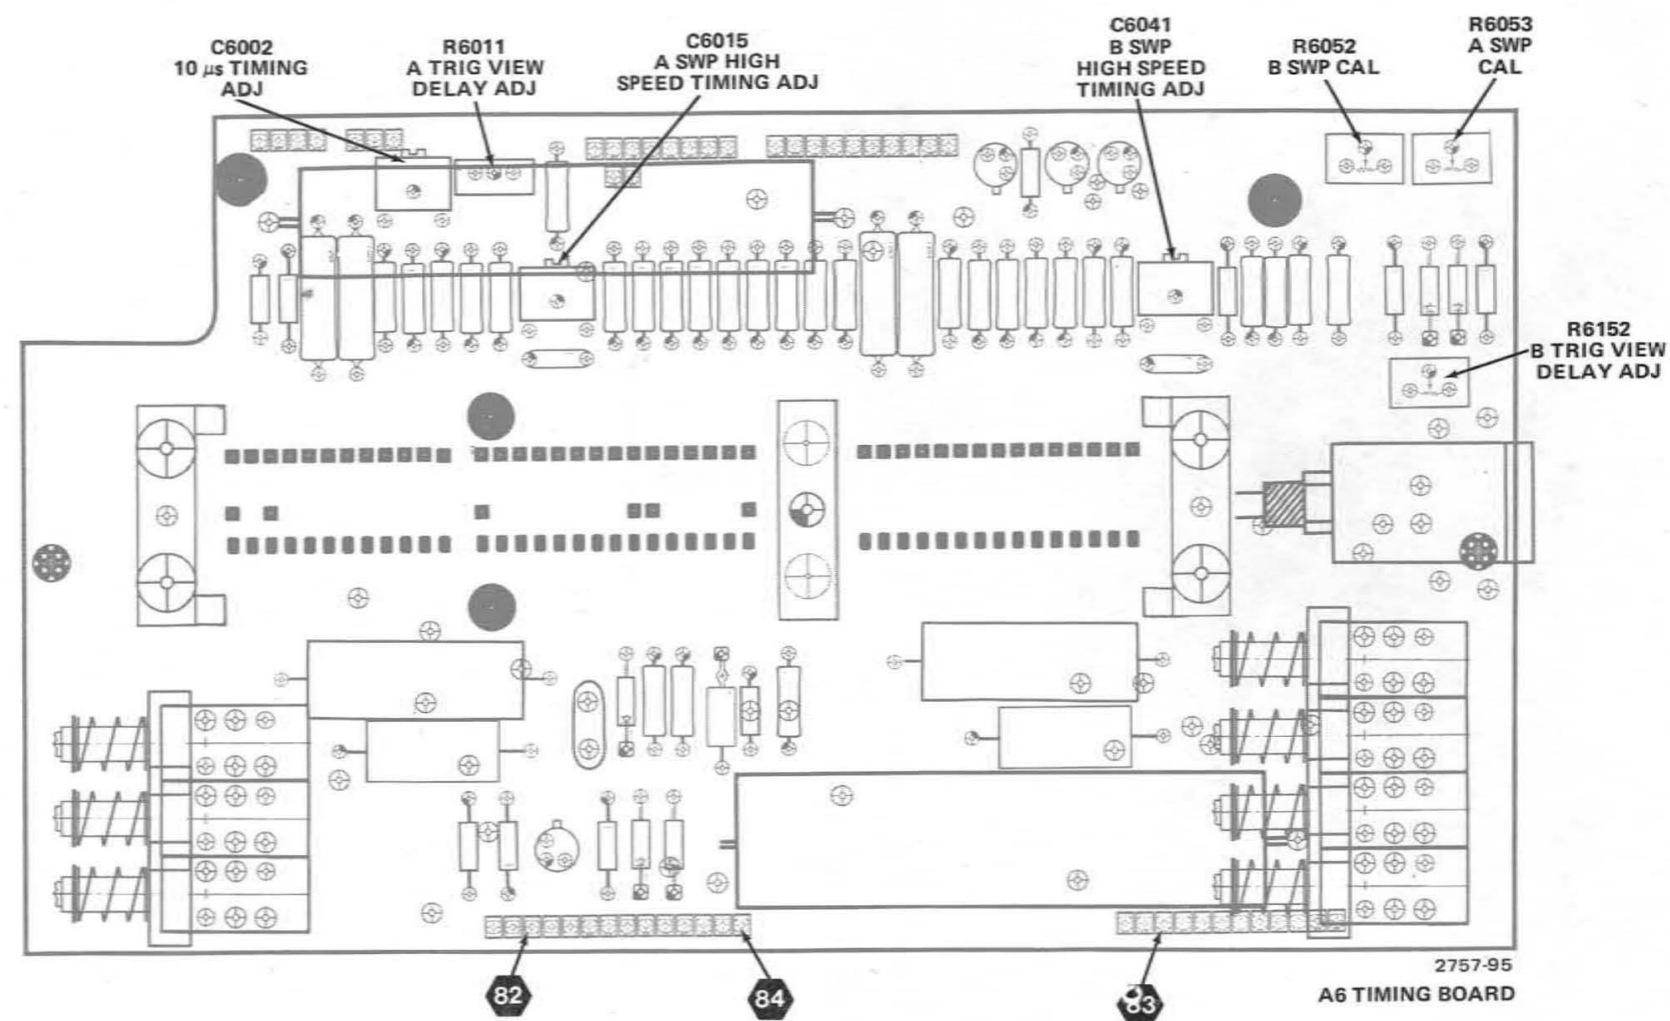 C6002
10 µs TIMING
ADJ
R6011
A TRIG VIEW
DELAY ADJ
C6015
A SWP HIGH
SPEED TIMING ADJ
C6041
B SWP
HIGH SPEED
TIMING ADJ
R6052
B SWP CAL
R6053
A SWP
CAL
R6152
B TRIG VIEW
DELAY ADJ
82
84
83
2757-95
A6 TIMING BOARD